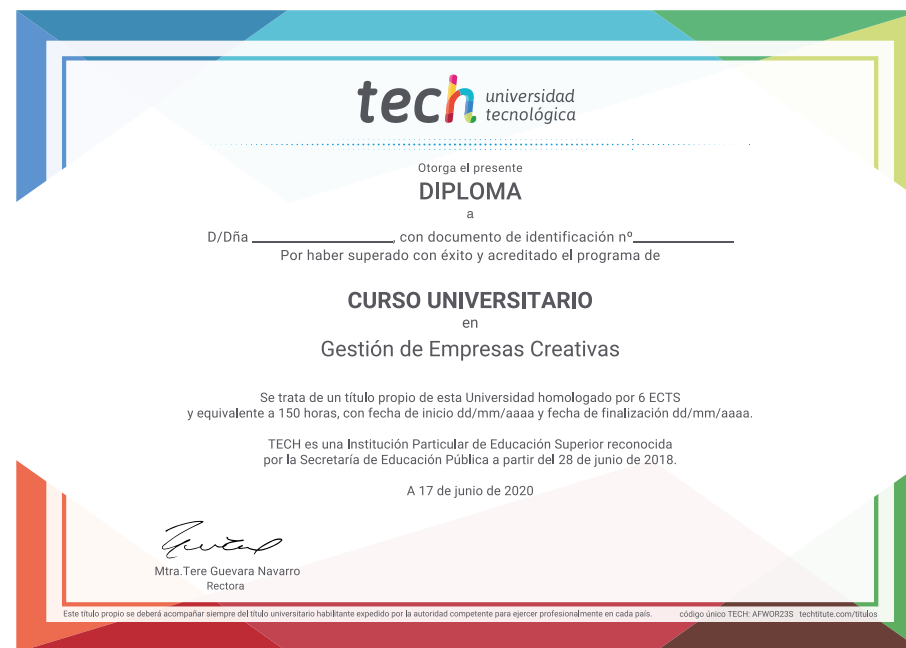 tech universidad
tecnológica
Otorga el presente
DIPLOMA
a
D/Dña ____________________, con documento de identificación nº______________
Por haber superado con éxito y acreditado el programa de
CURSO UNIVERSITARIO
en
Gestión de Empresas Creativas
Se trata de un título propio de esta Universidad homologado por 6 ECTS
y equivalente a 150 horas, con fecha de inicio dd/mm/aaaa y fecha de finalización dd/mm/aaaa.
TECH es una Institución Particular de Educación Superior reconocida
por la Secretaría de Educación Pública a partir del 28 de junio de 2018.
A 17 de junio de 2020
Mtra.Tere Guevara Navarro
Rectora
Este título propio se deberá acompañar siempre del título universitario habilitante expedido por la autoridad competente para ejercer profesionalmente en cada país. código único TECH: AFWOR23S techtitute.com/títulos